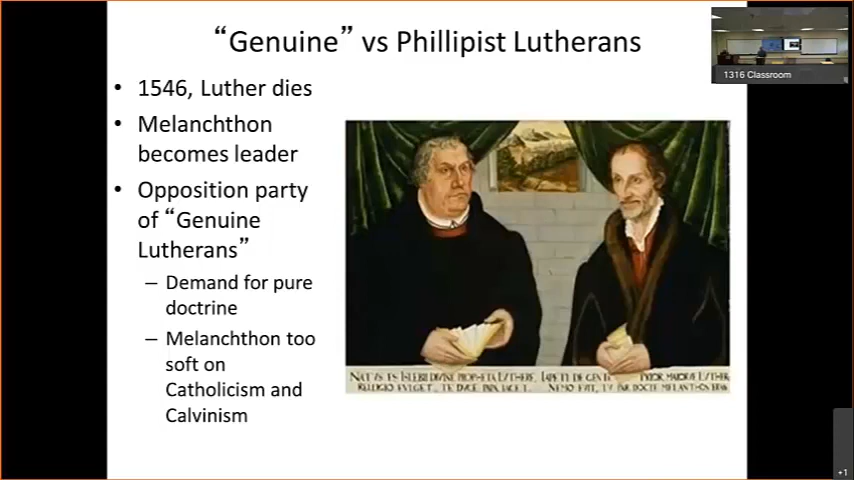 “Genuine” vs Phillipist Lutherans
1316 Classroom
• 1546, Luther dies
• Melanchthon
becomes leader
• Opposition party
of “Genuine
Lutherans”
– Demand for pure
doctrine
– Melanchthon too
soft on
Catholicism and
Calvinism
+1